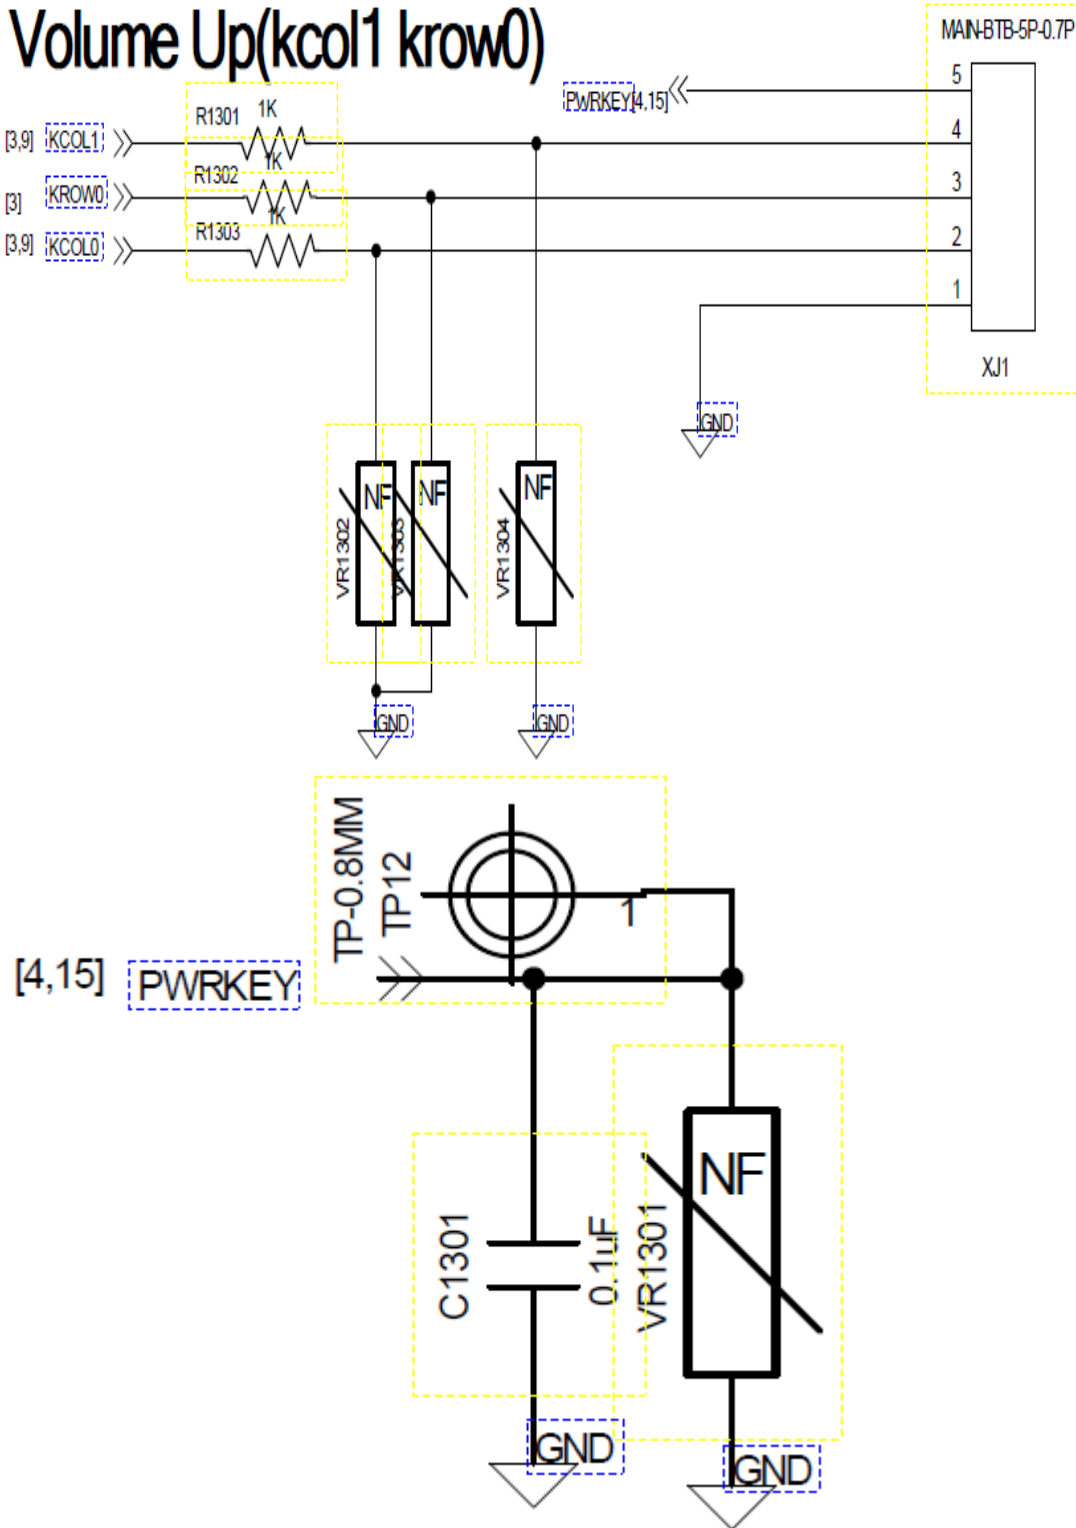 Volume Up(kcol1 krow0)
MAIN-BTB-5P-0.7P
PWRKEY[4,15]
5
R1301
1K
[3,9] KCOL1
4
R1302
1K
[3] KROW0
3
R1303
1K
[3,9] KCOL0
2
1
XJ1
GND
NF
NF
NF
VR1302
VR1303
VR1304
GND
GND
TP-0.8MM
TP12
1
[4,15] PWRKEY
NF
C1301
0.1uF
VR1301
GND
GND